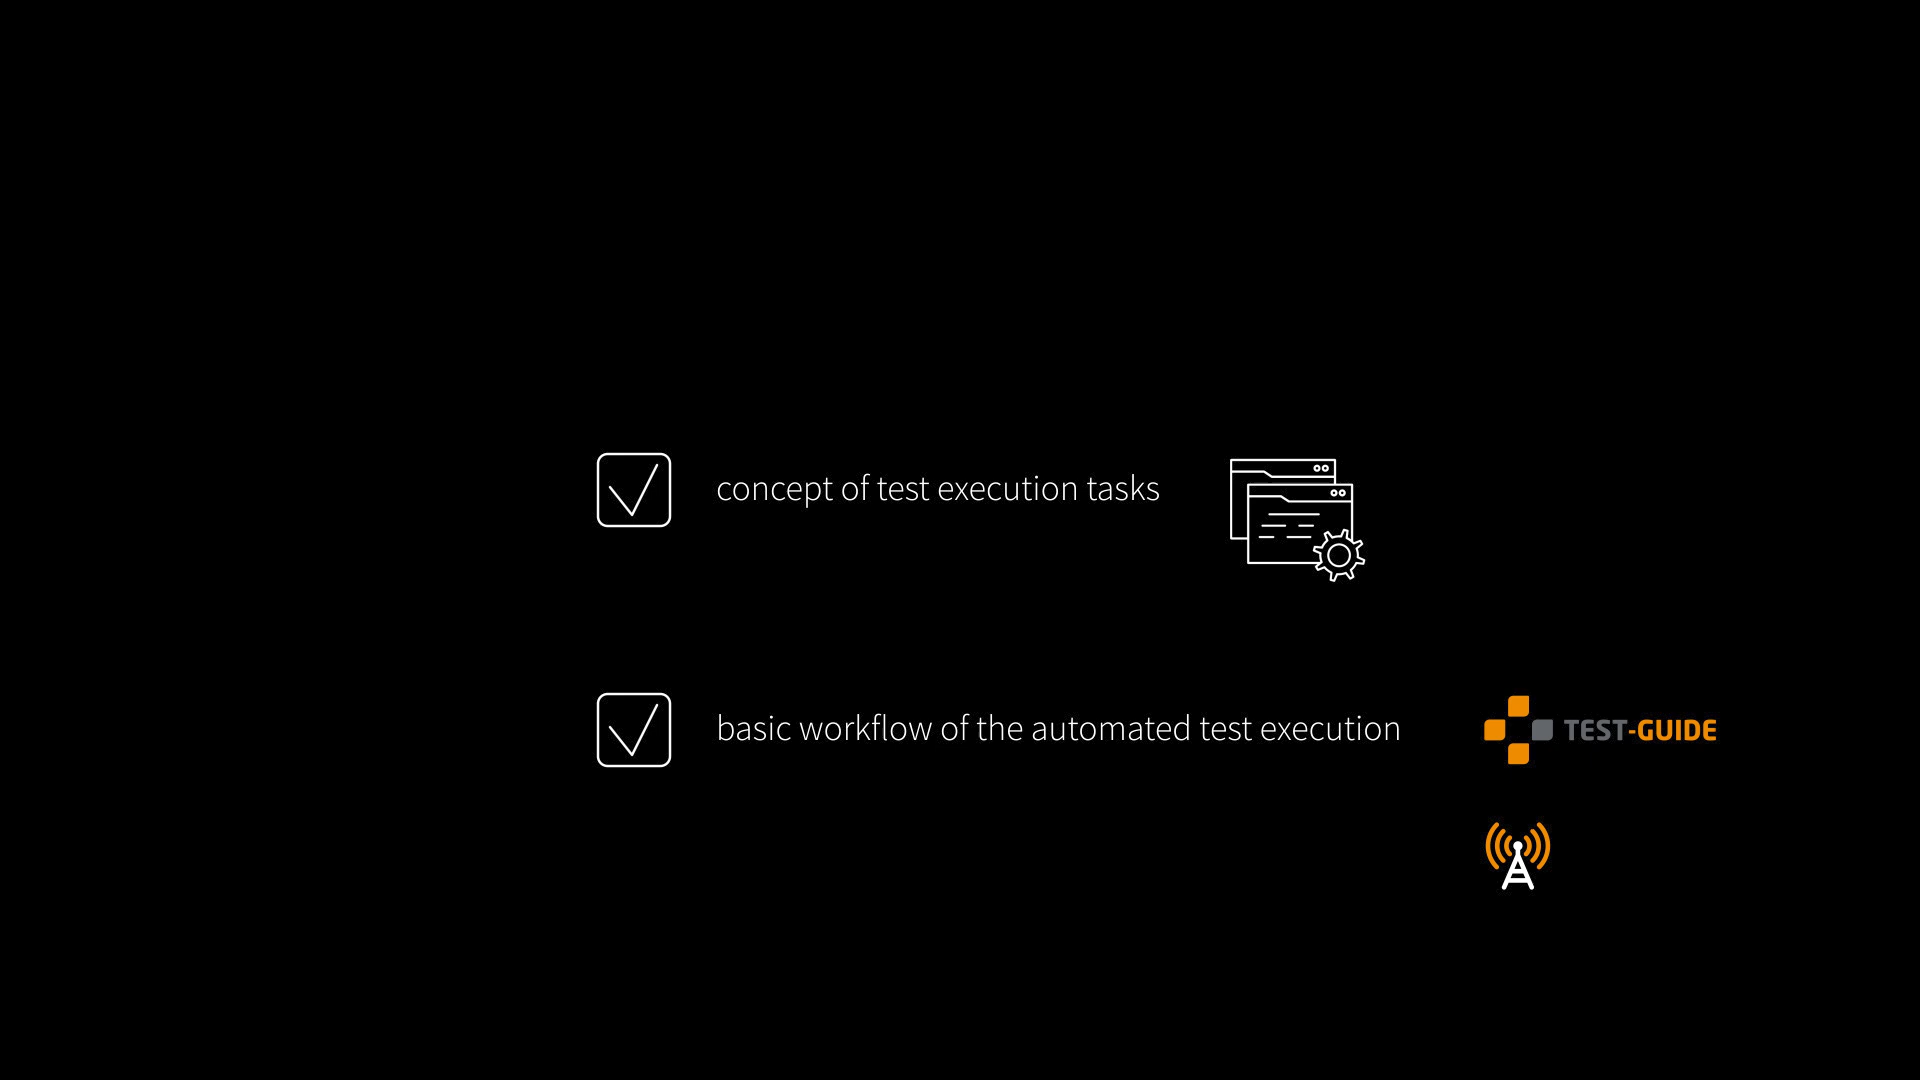 concept of test execution tasks
basic workflow of the automated test execution
TEST-GUIDE